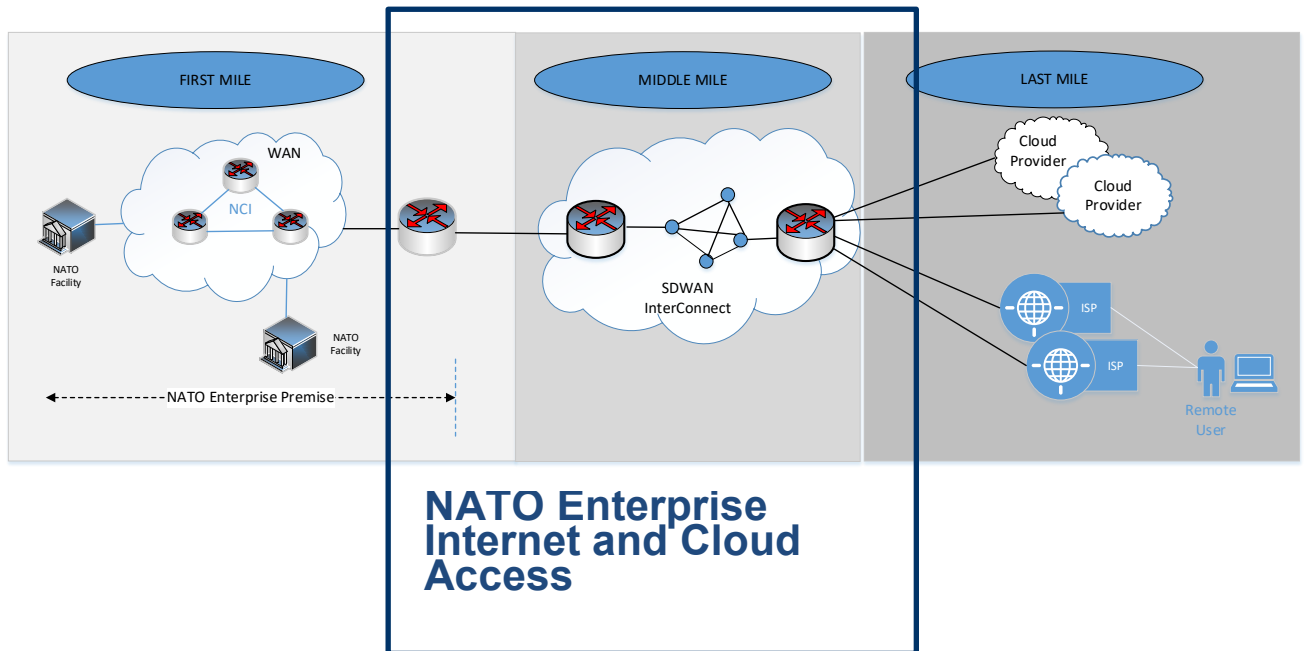 FIRST MILE
MIDDLE MILE
LAST MILE
WAN
NCI
NATO
Facility
NATO
Facility
NATO Enterprise Premise
SDWAN
InterConnect
Cloud
Provider
Cloud
Provider
ISP
ISP
Remote
User
NATO Enterprise
Internet and Cloud
Access